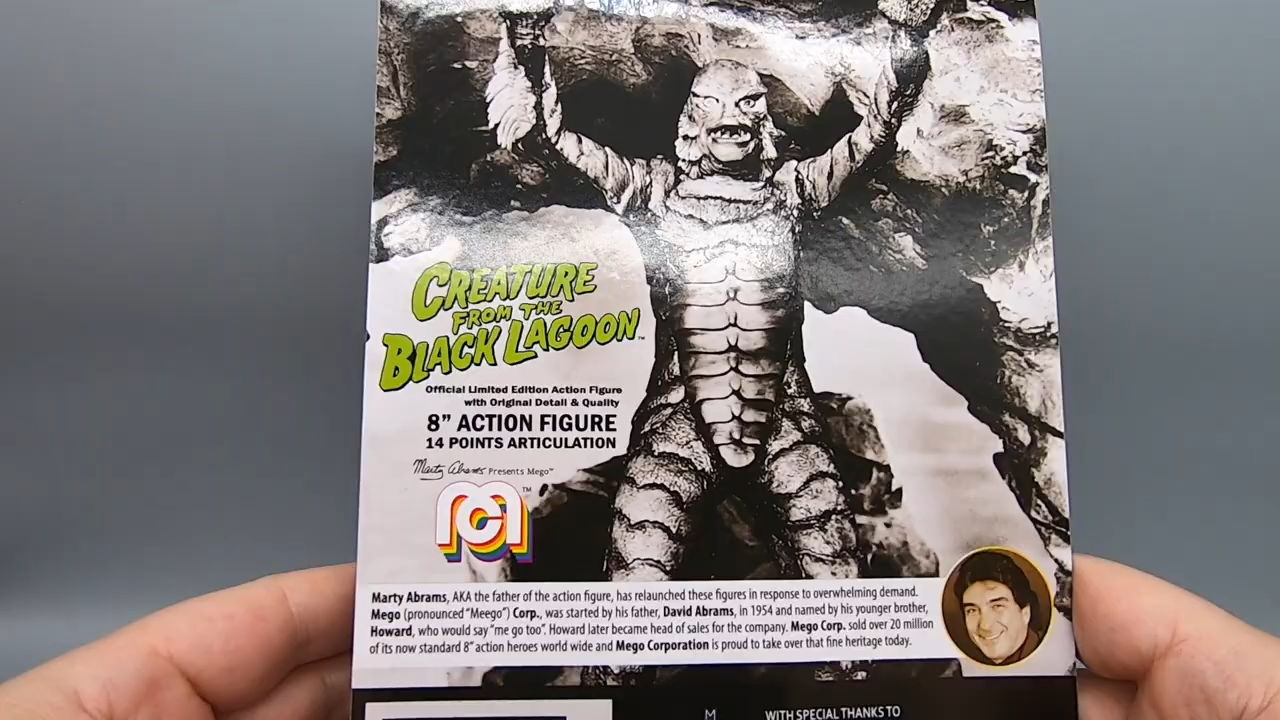 CREATURE
FROM THE
BLACK LAGOON™
Official Limited Edition Action Figure
with Original Detail & Quality
8” ACTION FIGURE
14 POINTS ARTICULATION
Marty Abrams Presents Mego™
TM
Marty Abrams, AKA the father of the action figure, has relaunched these figures in response to overwhelming demand.
Mego (pronounced “Meego”) Corp., was started by his father, David Abrams, in 1954 and named by his younger brother,
Howard, who would say “me go too”. Howard later became head of sales for the company. Mego Corp. sold over 20 million
of its now standard 8” action heroes world wide and Mego Corporation is proud to take over that fine heritage today.
M
WITH SPECIAL THANKS TO